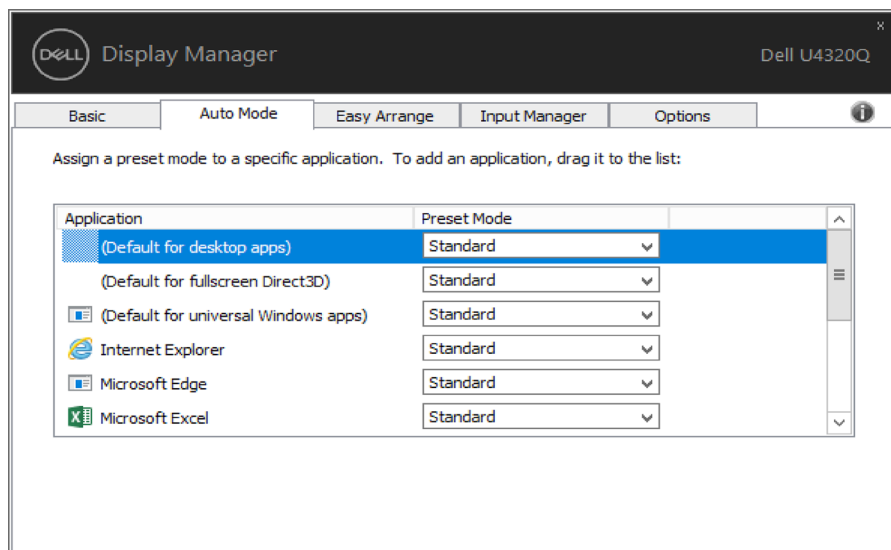 x
DELL Display Manager Dell U4320Q
Basic Auto Mode Easy Arrange Input Manager Options i
Assign a preset mode to a specific application. To add an application, drag it to the list:
Application Preset Mode
(Default for desktop apps) Standard
(Default for fullscreen Direct3D) Standard
(Default for universal Windows apps) Standard
Internet Explorer Standard
Microsoft Edge Standard
Microsoft Excel Standard